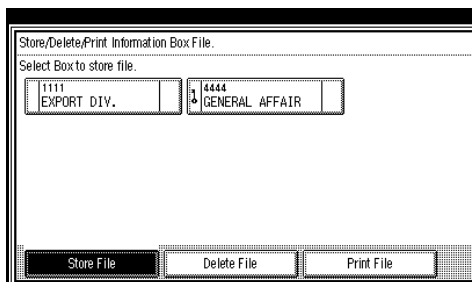 Store/Delete/Print Information Box File.
Select Box to store file.
1111 4444
EXPORT DIV. GENERAL AFFAIR
Store File Delete File Print File